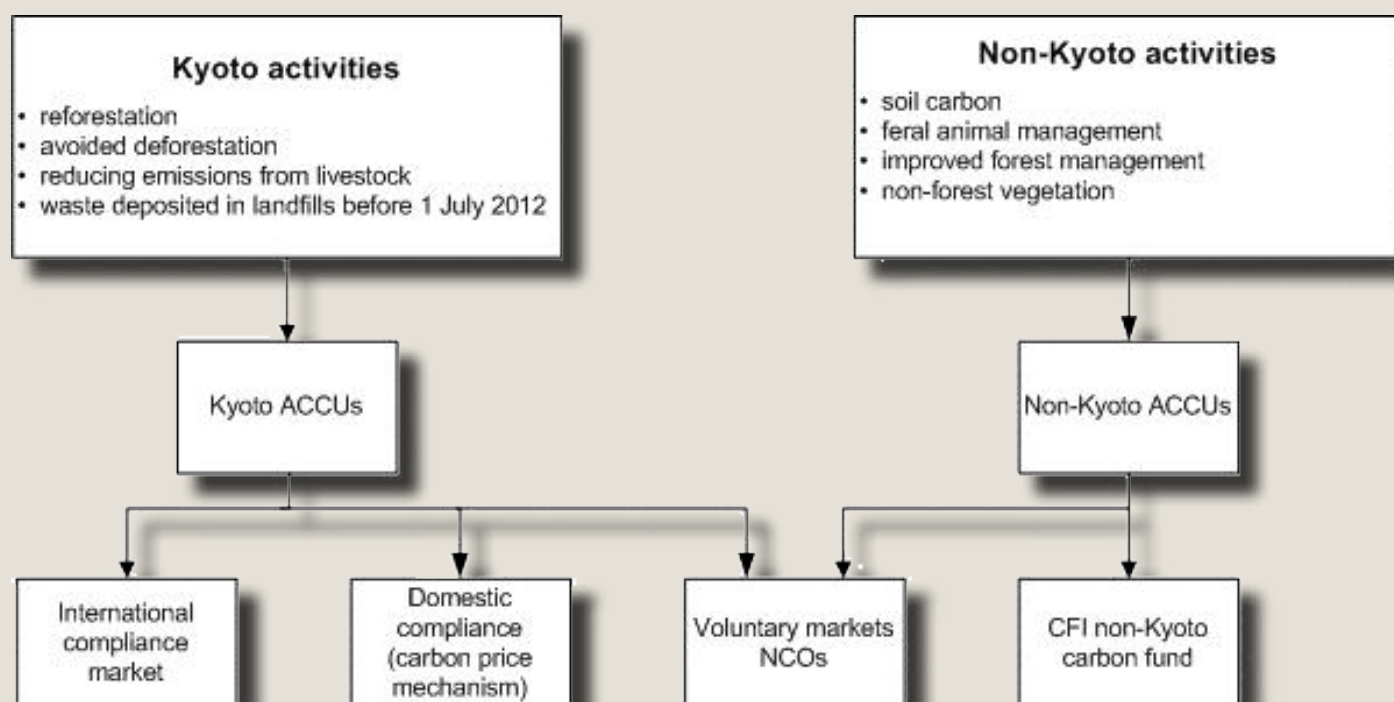 Kyoto activities
• reforestation
• avoided deforestation
• reducing emissions from livestock
• waste deposited in landfills before 1 July 2012
Non-Kyoto activities
• soil carbon
• feral animal management
• improved forest management
• non-forest vegetation
Kyoto ACCUs
Non-Kyoto ACCUs
International
compliance
market
Domestic
compliance
(carbon price
mechanism)
Voluntary markets
NCOs
CFI non-Kyoto
carbon fund